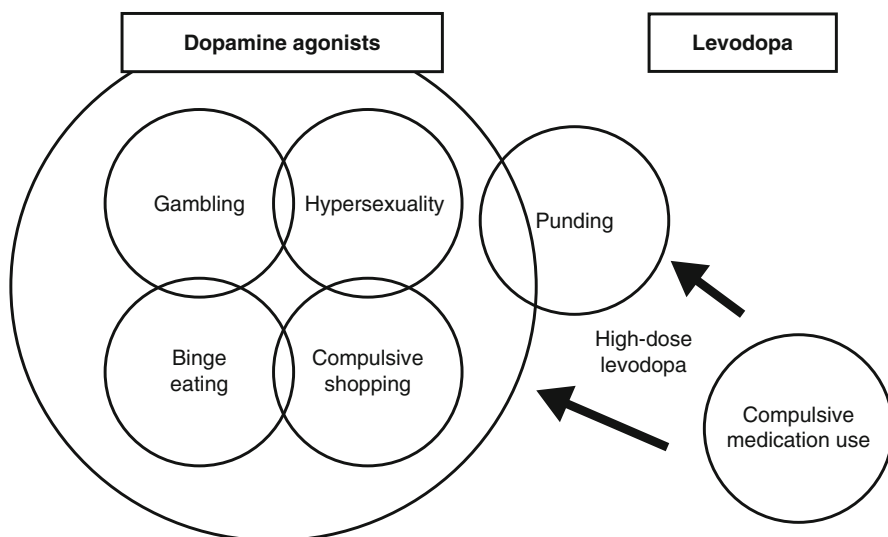 Dopamine agonists
Levodopa
Gambling
Hypersexuality
Punding
Binge
eating
Compulsive
shopping
High-dose
levodopa
Compulsive
medication use